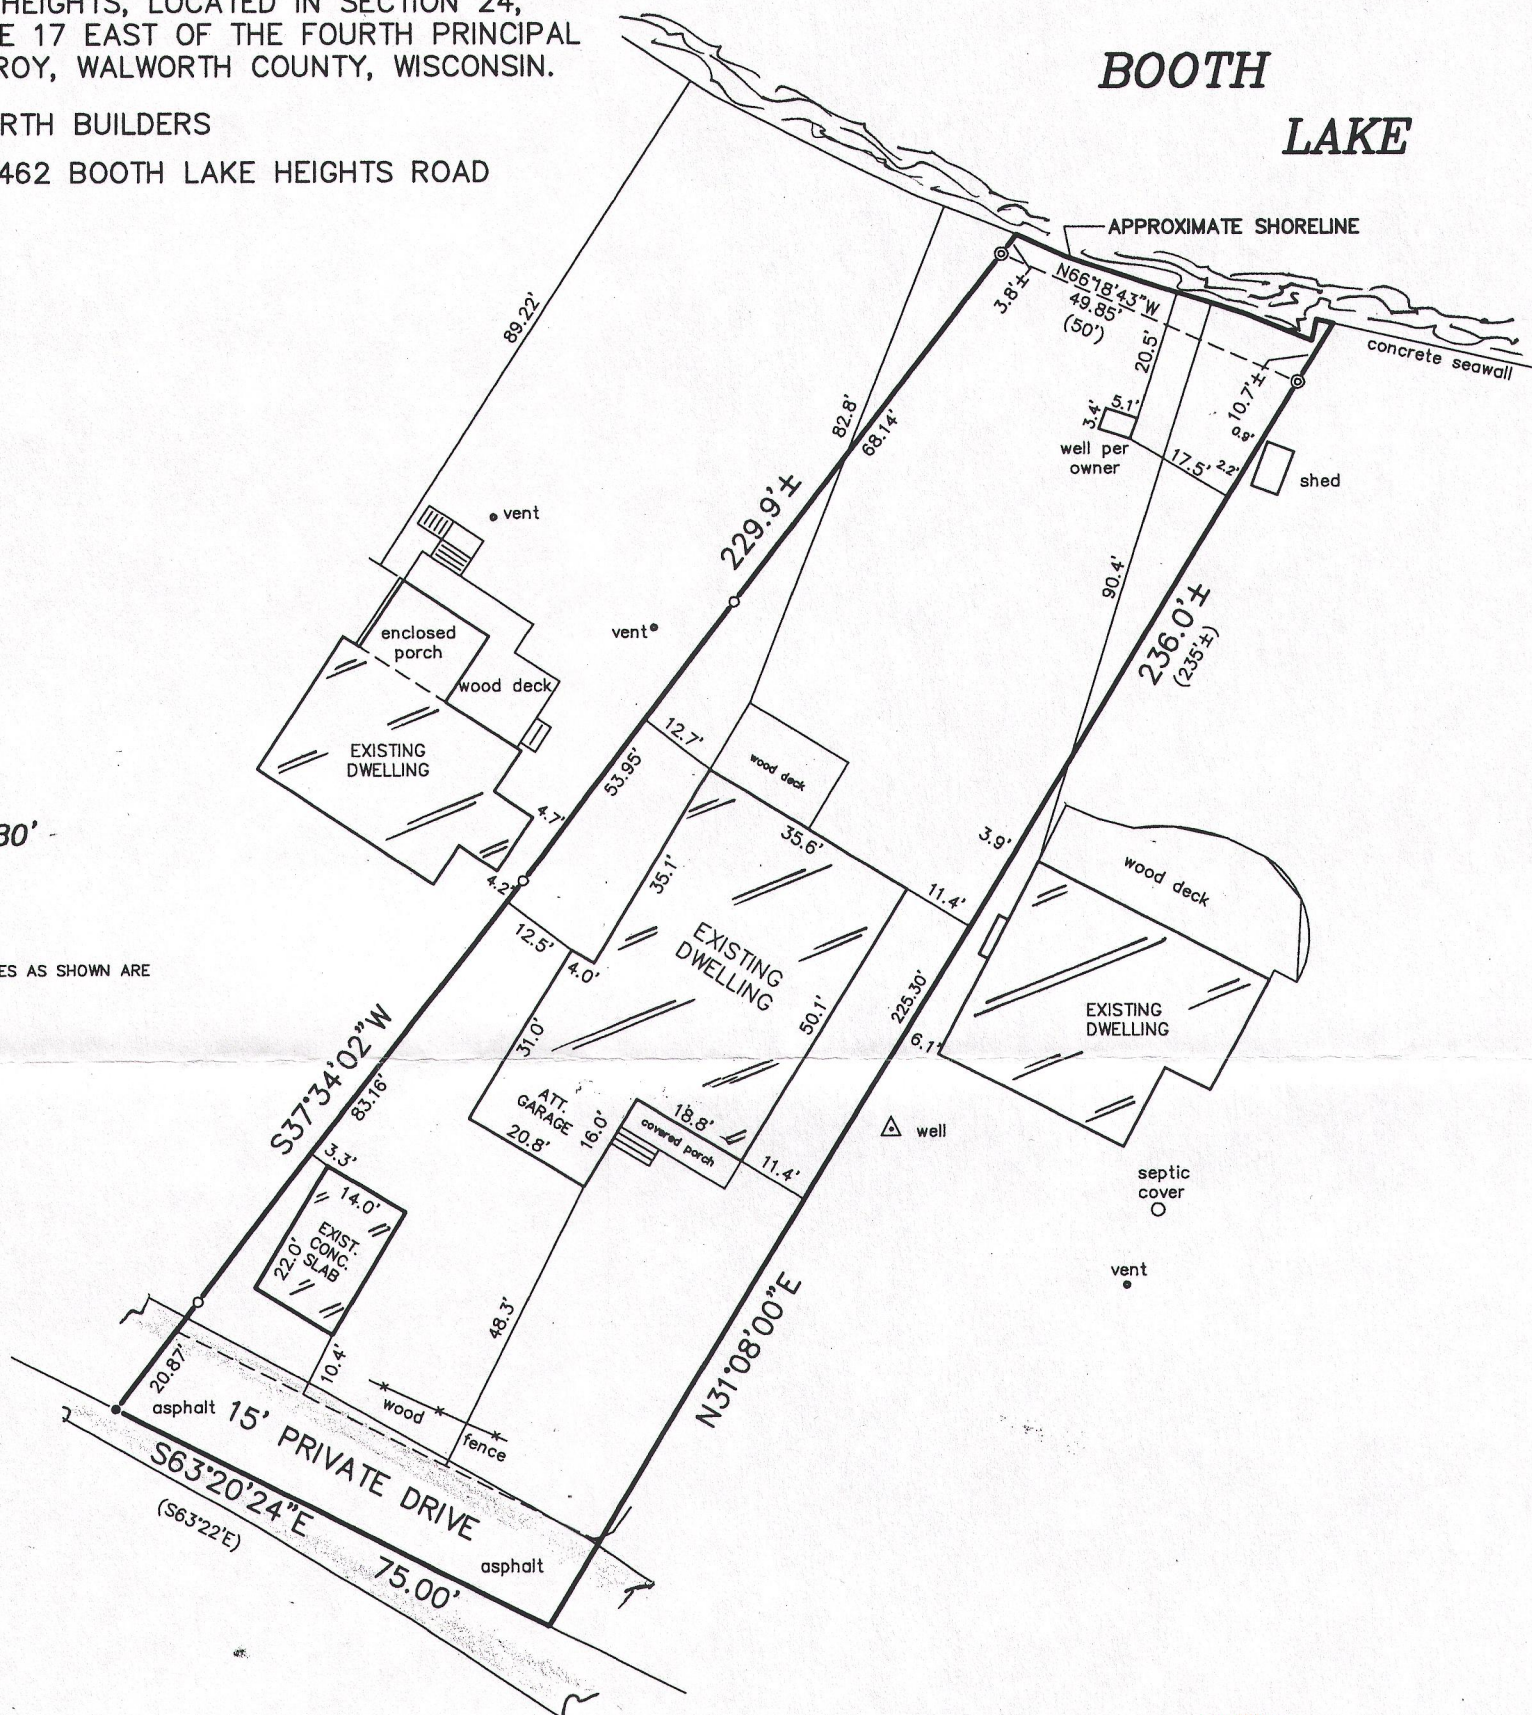 HEIGHTS, LOCATED IN SECTION 24,
E 17 EAST OF THE FOURTH PRINCIPAL
ROY, WALWORTH COUNTY, WISCONSIN.
RTH BUILDERS
462 BOOTH LAKE HEIGHTS ROAD
BOOTH
LAKE
APPROXIMATE SHORELINE
N66°18'43"W
49.85'
(50')
3.8'±
20.5'
concrete seawall
10.7'±
0.9'
5.1'
3.4'
well per
owner
17.5'
2.2'
shed
89.22'
82.8'
68.14'
229.9'±
vent
vent
90.4'
236.0'±
(235'±)
enclosed
porch
wood deck
EXISTING
DWELLING
12.7'
wood deck
53.95'
4.7'
35.6'
3.9'
30'
4.2'
35.1'
11.4'
wood deck
12.5'
4.0'
EXISTING
DWELLING
ES AS SHOWN ARE
50.1'
225.30'
6.1'
EXISTING
DWELLING
31.0'
S37°34'02"W
83.16'
ATT.
GARAGE
20.8'
16.0'
18.8'
covered porch
11.4'
well
septic
cover
vent
3.3'
14.0'
EXIST.
CONC.
SLAB
22.0'
48.3'
N31°08'00"E
10.4'
20.87'
wood
fence
asphalt
15' PRIVATE DRIVE
asphalt
S63°20'24"E
75.00'
(S63°22'E)